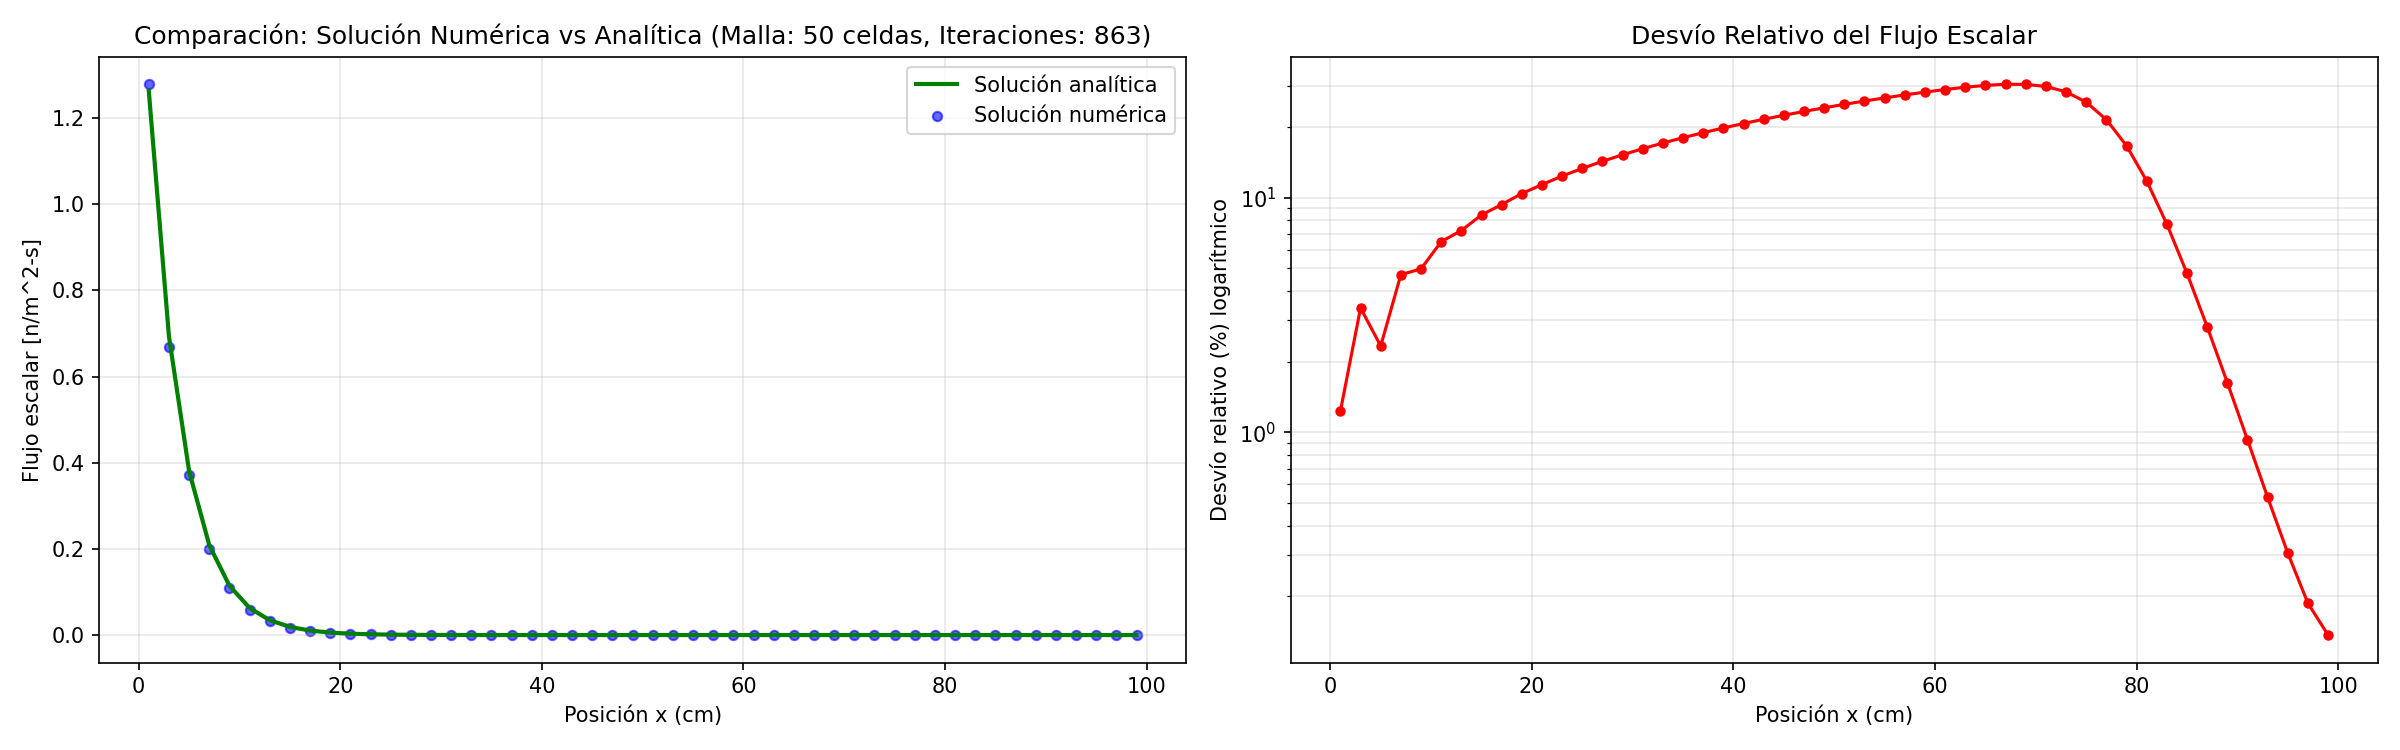 Comparación: Solución Numérica vs Analítica (Malla: 50 celdas, Iteraciones: 863)
Flujo escalar [n/m^2-s]
1.2
1.0
0.8
0.6
0.4
0.2
0.0
Solución analítica
Solución numérica
0 20 40 60 80 100
Posición x (cm)
Desvío Relativo del Flujo Escalar
Desvío relativo (%) logarítmico
10^1
10^0
0 20 40 60 80 100
Posición x (cm)